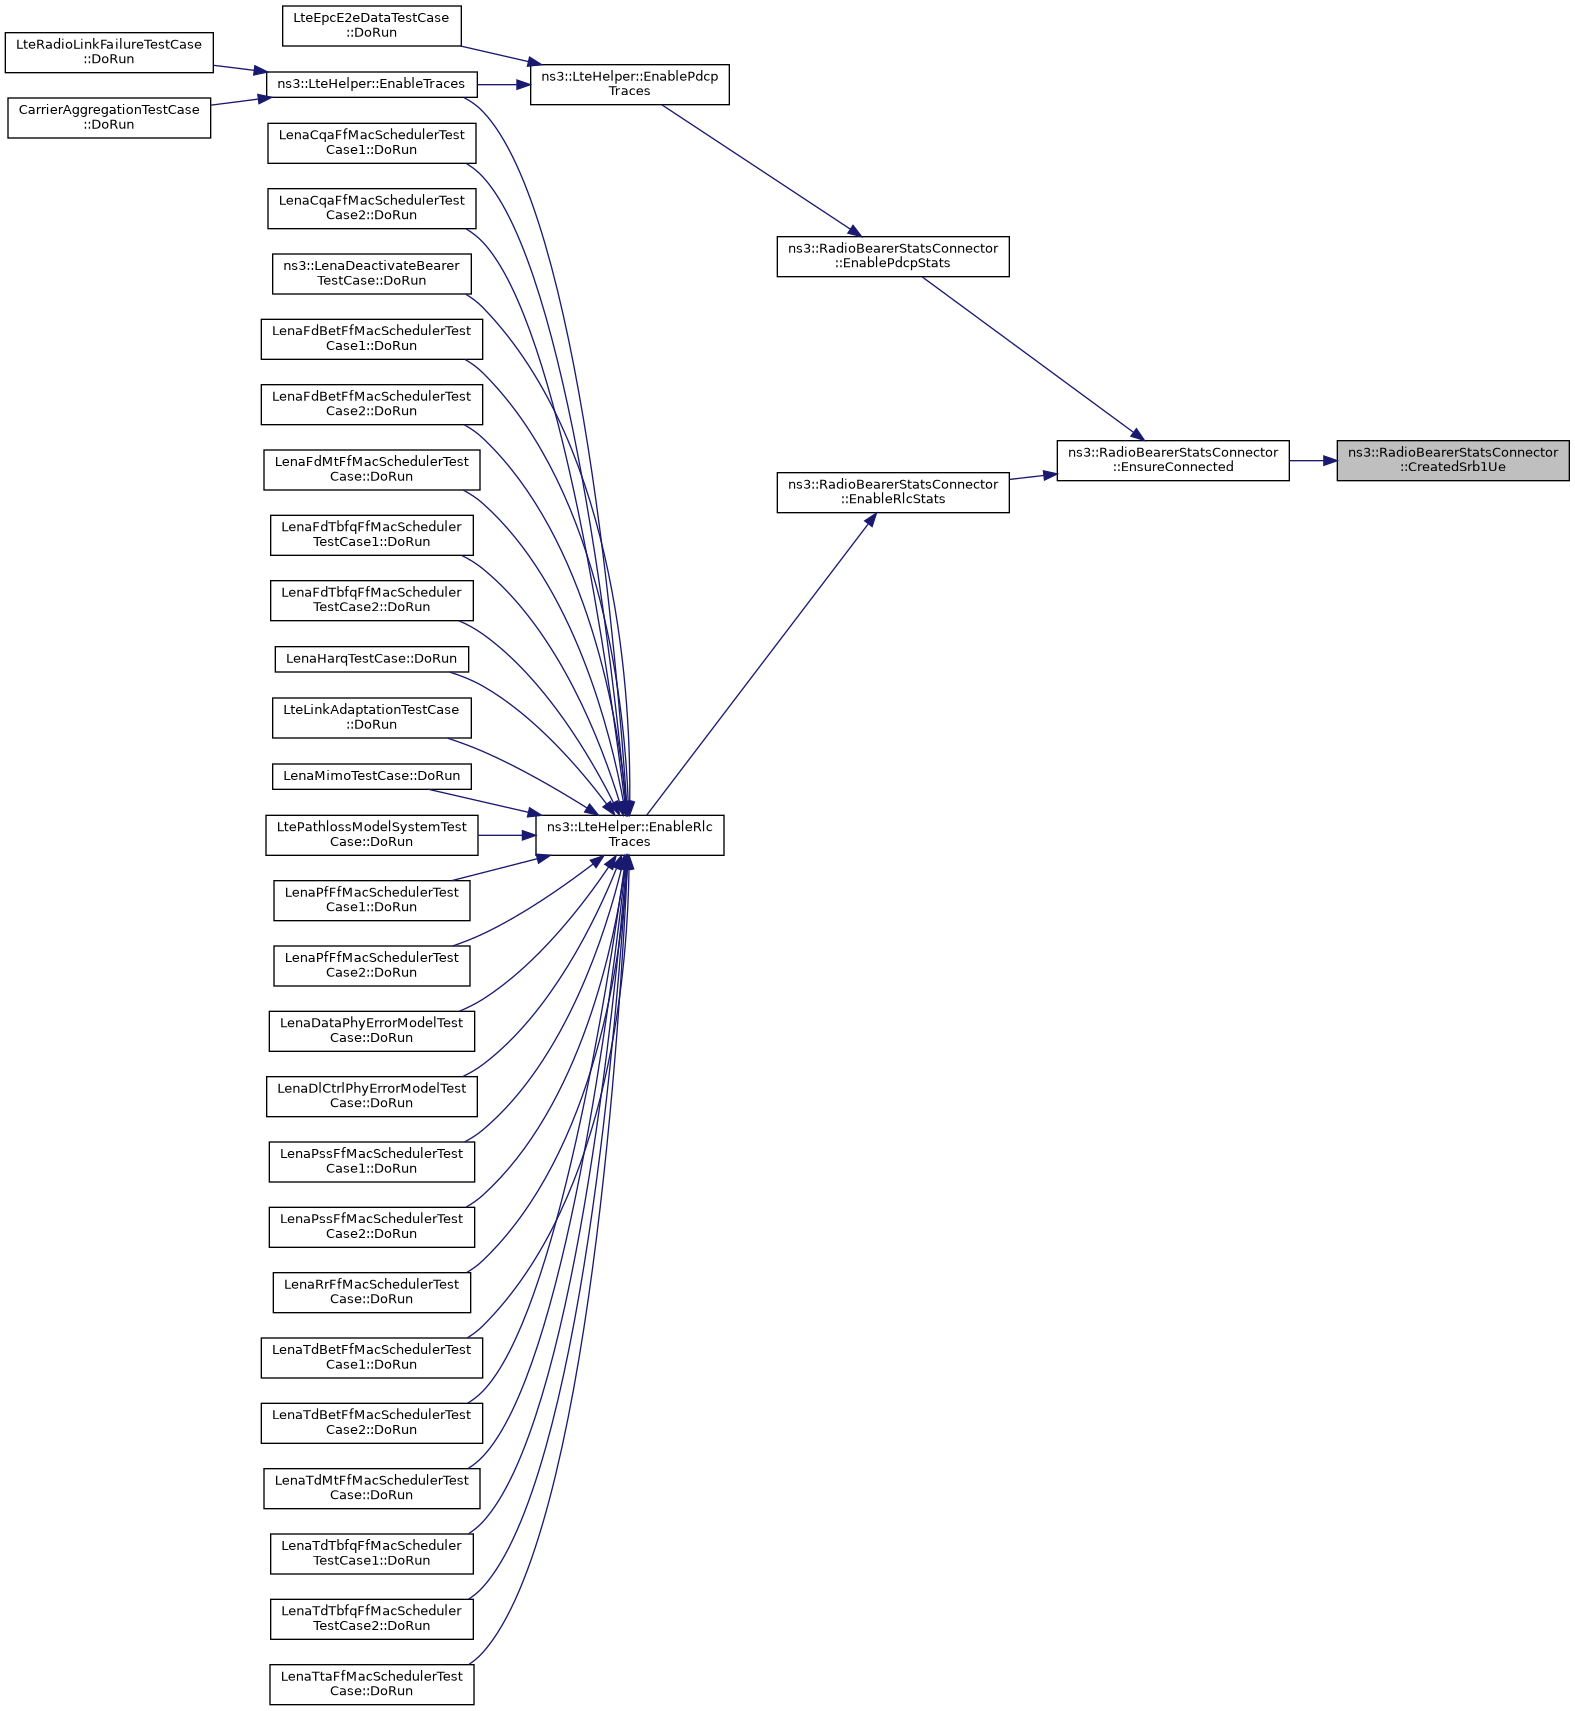 LteRadioLinkFailureTestCase
::DoRun
CarrierAggregationTestCase
::DoRun
LteEpcE2eDataTestCase
::DoRun
ns3::LteHelper::EnableTraces
LenaCqaFfMacSchedulerTest
Case1::DoRun
LenaCqaFfMacSchedulerTest
Case2::DoRun
ns3::LenaDeactivateBearer
TestCase::DoRun
LenaFdBetFfMacSchedulerTest
Case1::DoRun
LenaFdBetFfMacSchedulerTest
Case2::DoRun
LenaFdMtFfMacSchedulerTest
Case::DoRun
LenaFdTbfqFfMacScheduler
TestCase1::DoRun
LenaFdTbfqFfMacScheduler
TestCase2::DoRun
LenaHarqTestCase::DoRun
LteLinkAdaptationTestCase
::DoRun
LenaMimoTestCase::DoRun
LtePathlossModelSystemTest
Case::DoRun
LenaPfFfMacSchedulerTest
Case1::DoRun
LenaPfFfMacSchedulerTest
Case2::DoRun
LenaDataPhyErrorModelTest
Case::DoRun
LenaDlCtrlPhyErrorModelTest
Case::DoRun
LenaPssFfMacSchedulerTest
Case1::DoRun
LenaPssFfMacSchedulerTest
Case2::DoRun
LenaRrFfMacSchedulerTest
Case::DoRun
LenaTdBetFfMacSchedulerTest
Case1::DoRun
LenaTdBetFfMacSchedulerTest
Case2::DoRun
LenaTdMtFfMacSchedulerTest
Case::DoRun
LenaTdTbfqFfMacScheduler
TestCase1::DoRun
LenaTdTbfqFfMacScheduler
TestCase2::DoRun
LenaTtaFfMacSchedulerTest
Case::DoRun
ns3::LteHelper::EnablePdcp
Traces
ns3::LteHelper::EnableRlc
Traces
ns3::RadioBearerStatsConnector
::EnablePdcpStats
ns3::RadioBearerStatsConnector
::EnableRlcStats
ns3::RadioBearerStatsConnector
::EnsureConnected
ns3::RadioBearerStatsConnector
::CreatedSrb1Ue